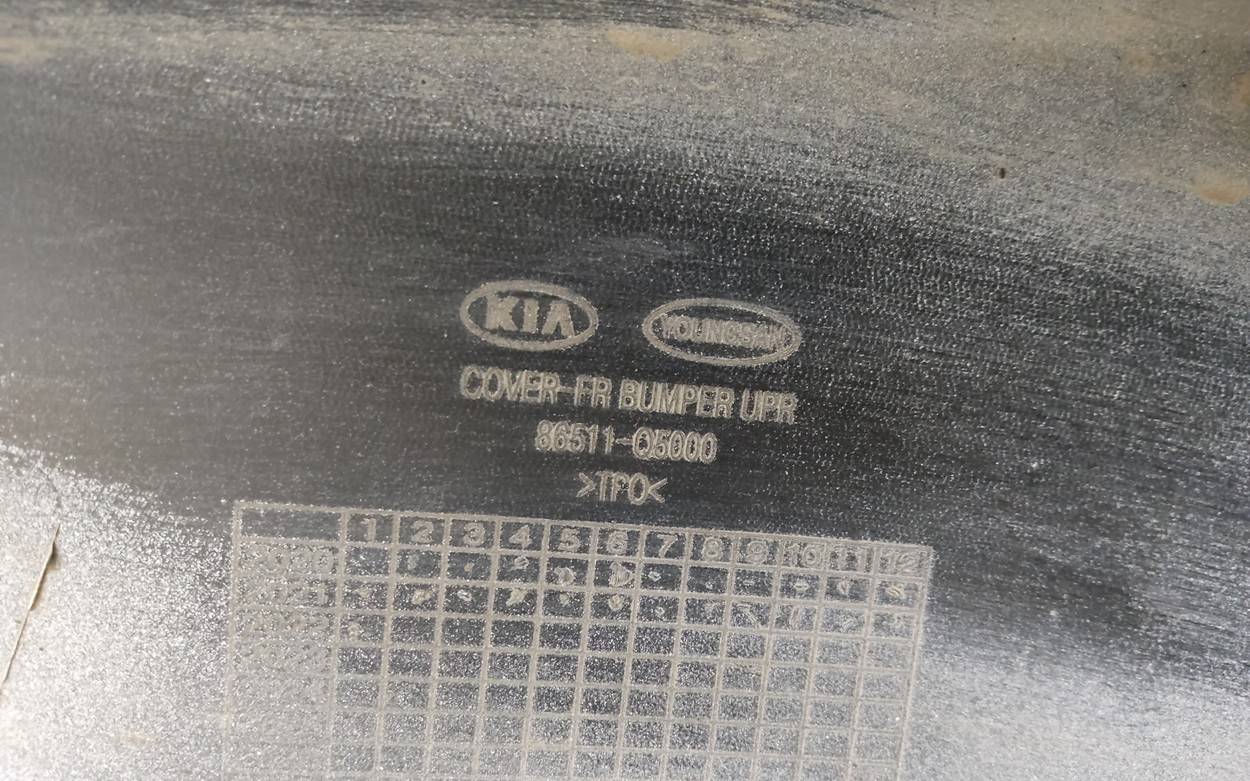 KIA YOUNGSAN
COVER-FR BUMPER UPR
86511-Q5000
>TPO<
1 2 3 4 5 6 7 8 9 10 11 12